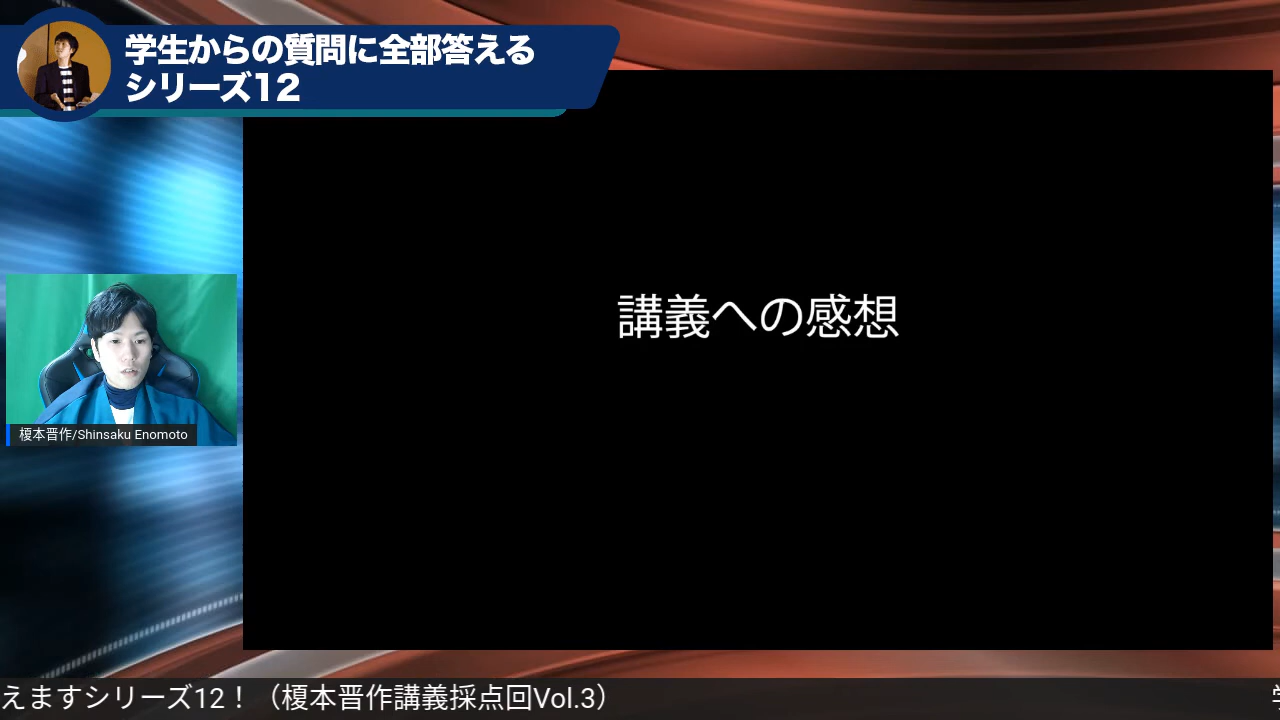 学生からの質問に全部答える
シリーズ12
講義への感想
榎本晋作/Shinsaku Enomoto
えますシリーズ12！（榎本晋作講義採点回Vol.3）